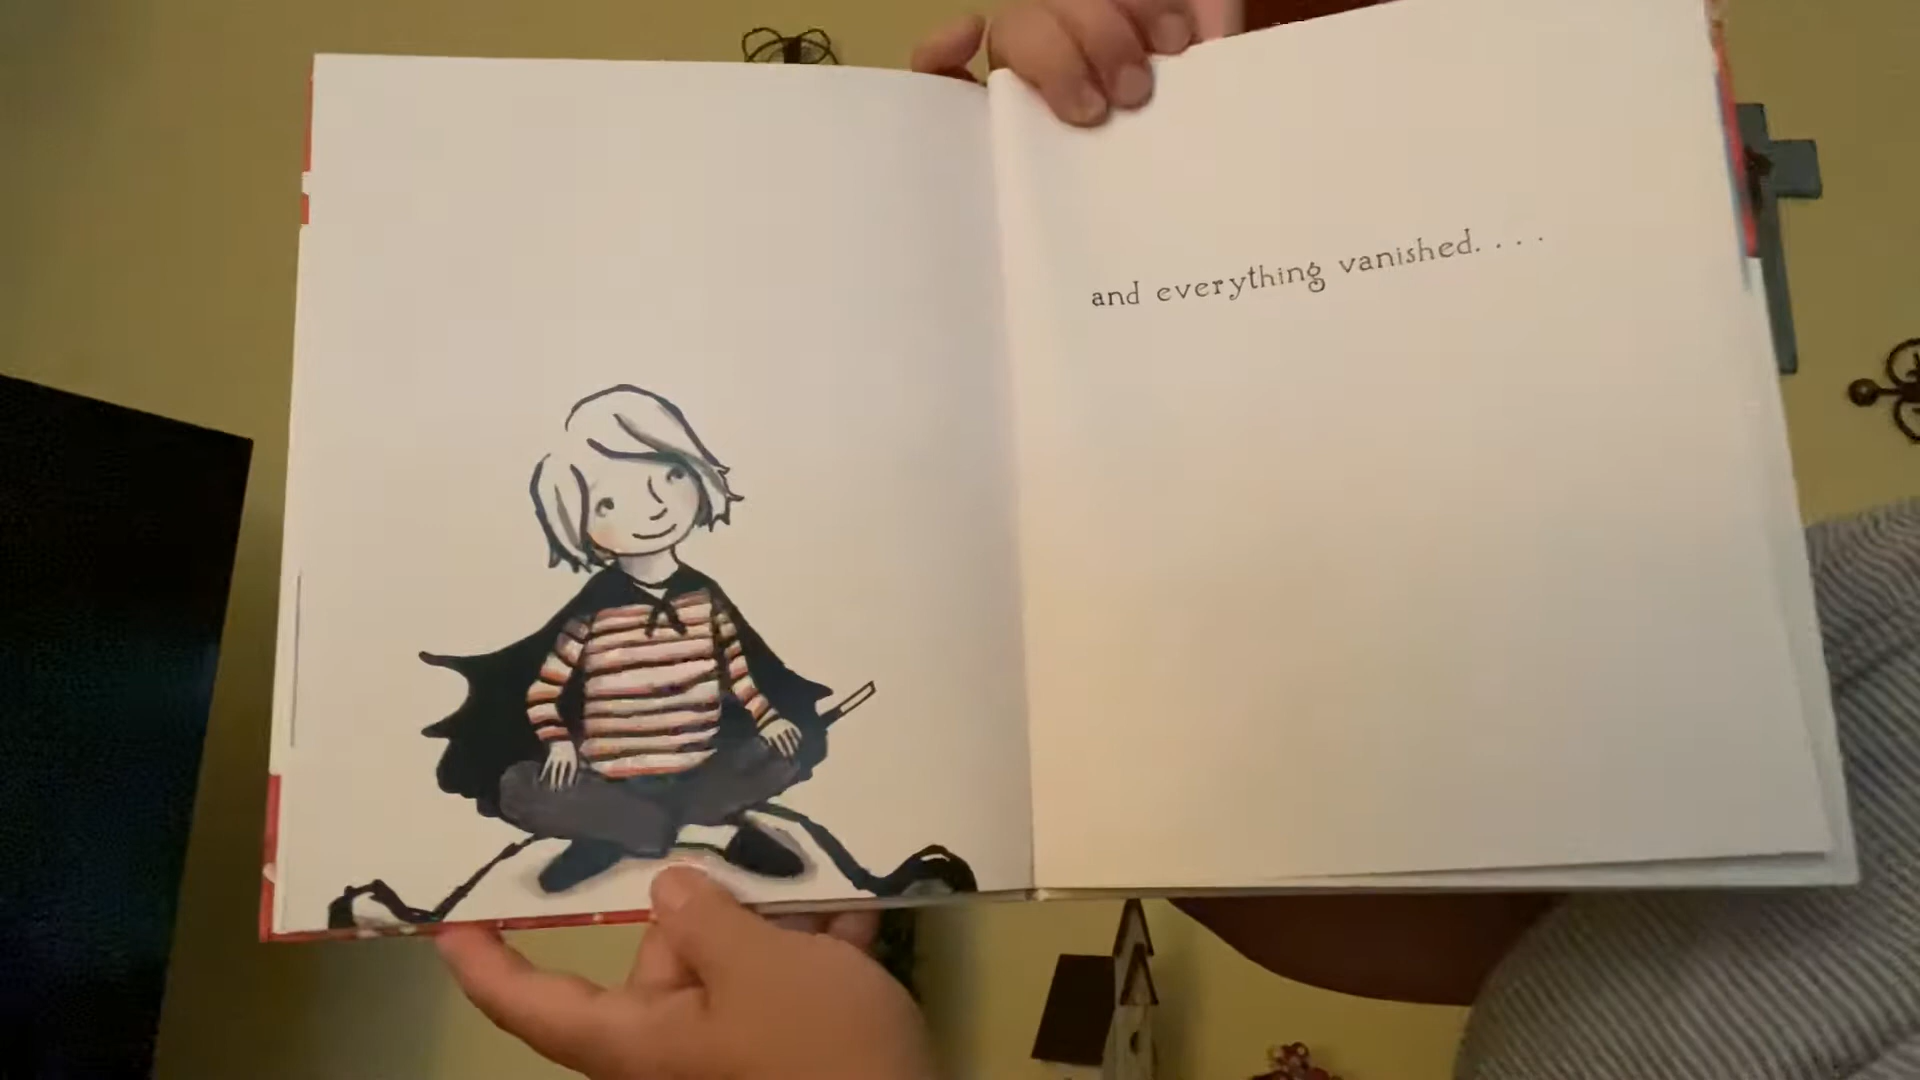 and everything vanished. . . .